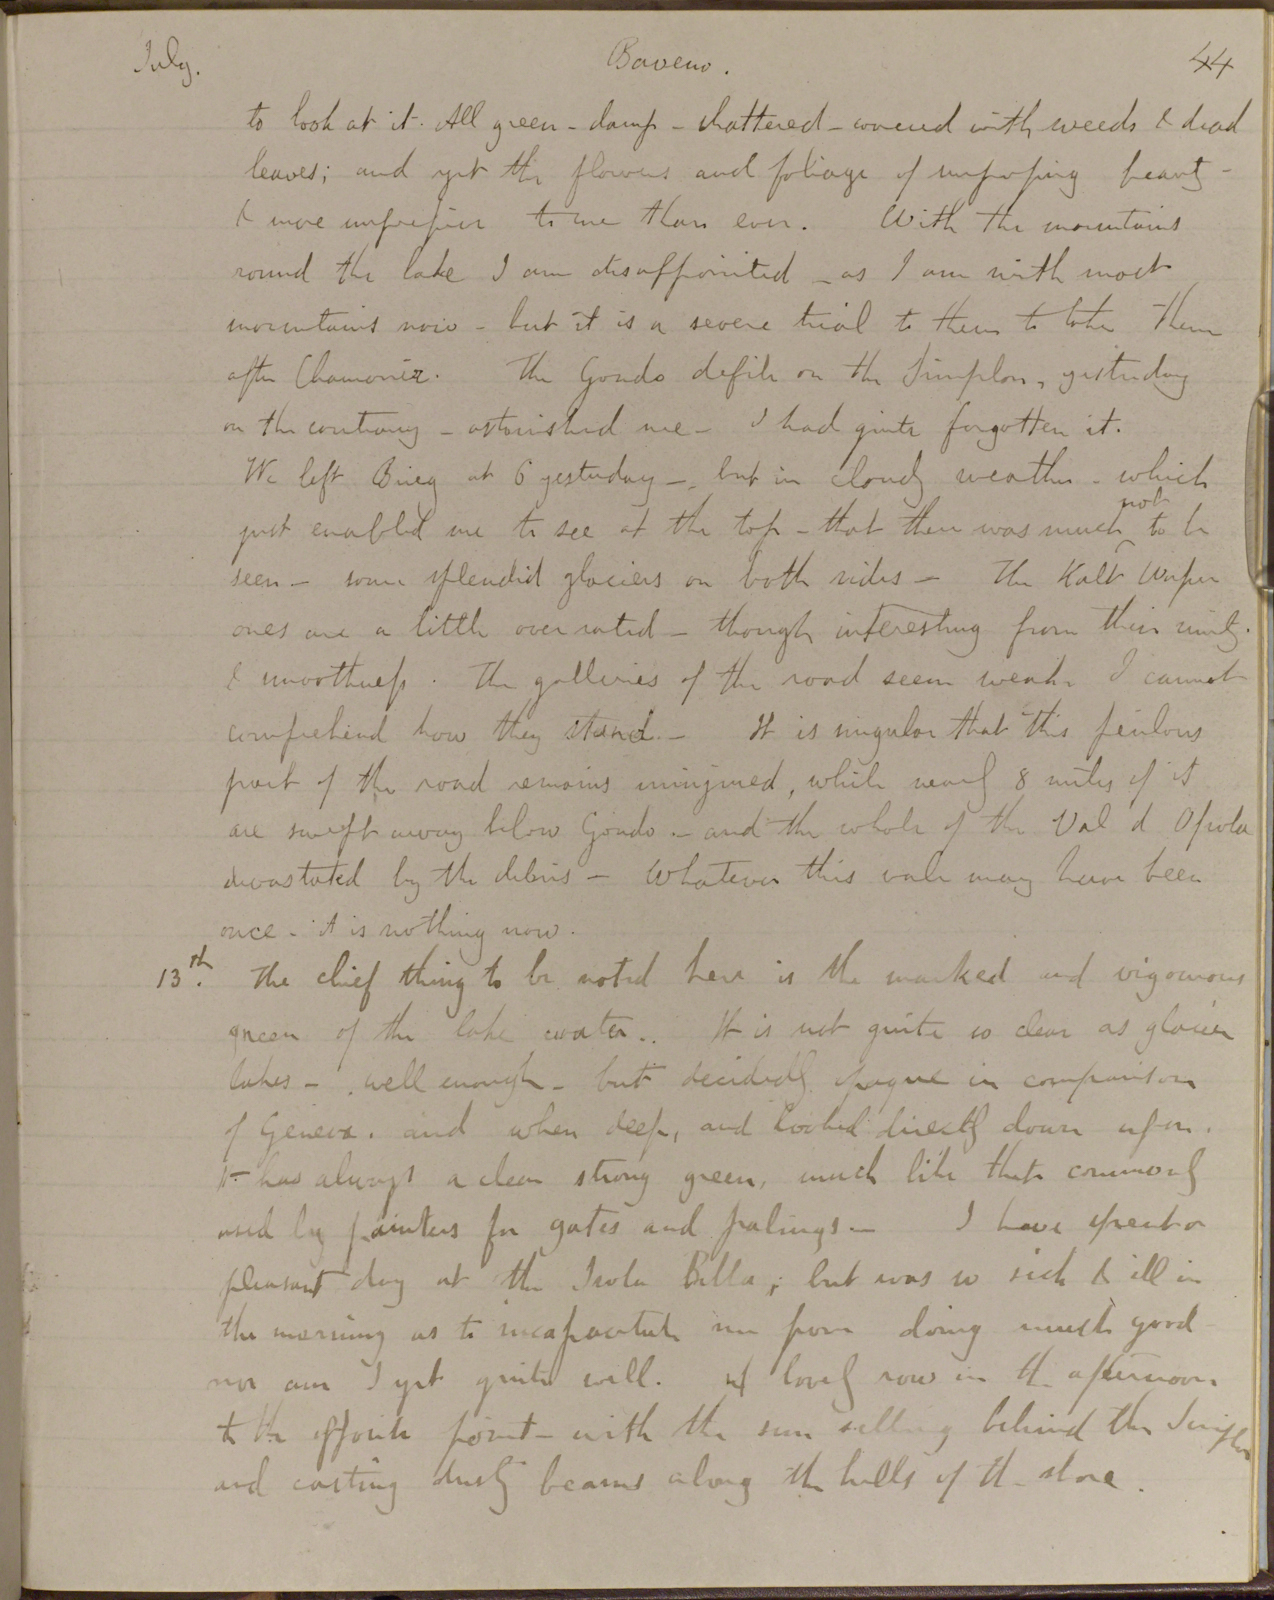 July.
Baveno.
44
to look at it. All green - damp - shattered - covered with weeds & dead
leaves; and yet the flowers and foliage of surpassing beauty -
& more impressive to me than ever. With the mountains
round the lake I am disappointed - as I am with most
mountains now - but it is a severe trial to them to take them
after Chamonix. The Gondo defile on the Simplon, yesterday
on the contrary - astonished me - I had quite forgotten it.
We left Brieg at 6 yesterday -, but in cloudy weather - which
just enabled me to see at the top - that there was much not to be
seen - some splendid glaciers on both sides - The Kalt Wasser
ones are a little overrated - though interesting from their unity.
& smoothness. The galleries of the road seem weak. I cannot
comprehend how they stand. - It is singular that this perilous
part of the road remains uninjured, while nearly 8 miles of it
are swept away below Gondo. - and the whole of the Val d Ossola
devastated by the debris - Whatever this vale may have been
once - it is nothing now.
13th. The chief thing to be noted here is the marked and vigourous
green of the lake water.. It is not quite so clear as glacier
lakes - well enough - but decidedly opaque in comparison
of Geneva. and when deep, and looked directly down upon.
It has always a clear strong green, much like that commonly
used by painters for gates and palings - I have spent a
pleasant day at the Isola Bella; but was so sick & ill in
the morning as to incapacitate me from doing much good -
nor am I yet quite well. A lovely row in the afternoon
to the opposite point - with the sun setting behind the Simplon
and casting dusty beams along the hills of the shore.